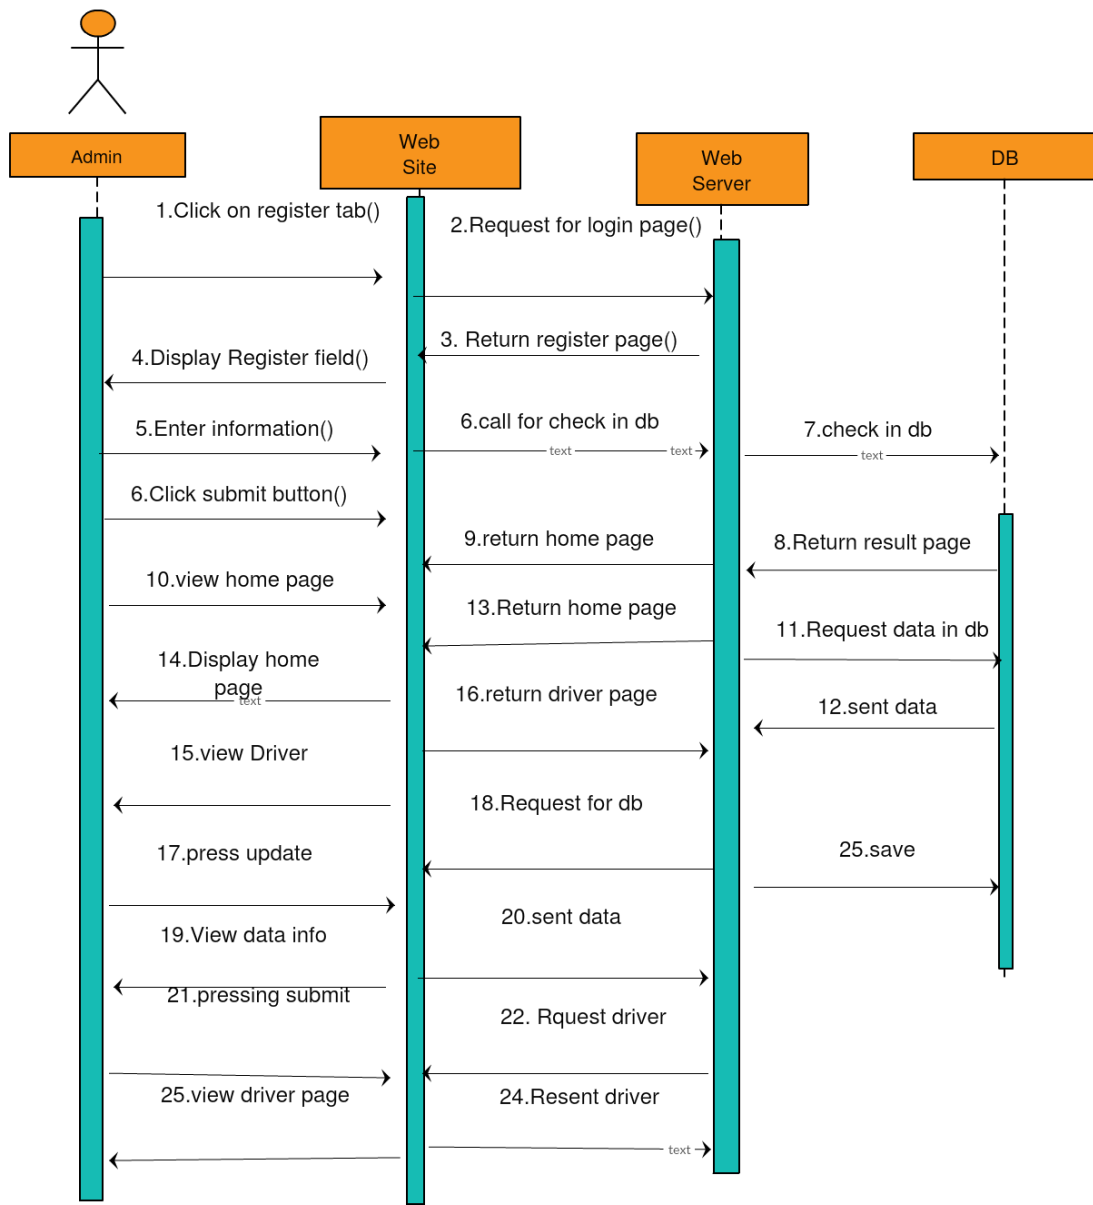 Admin
Web
Site
Web
Server
DB
1.Click on register tab()
2.Request for login page()
3. Return register page()
4.Display Register field()
5.Enter information()
6.call for check in db
7.check in db
text
text
text
6.Click submit button()
9.return home page
8.Return result page
10.view home page
13.Return home page
11.Request data in db
14.Display home
page
text
16.return driver page
12.sent data
15.view Driver
18.Request for db
17.press update
25.save
20.sent data
19.View data info
21.pressing submit
22. Rquest driver
25.view driver page
24.Resent driver
text